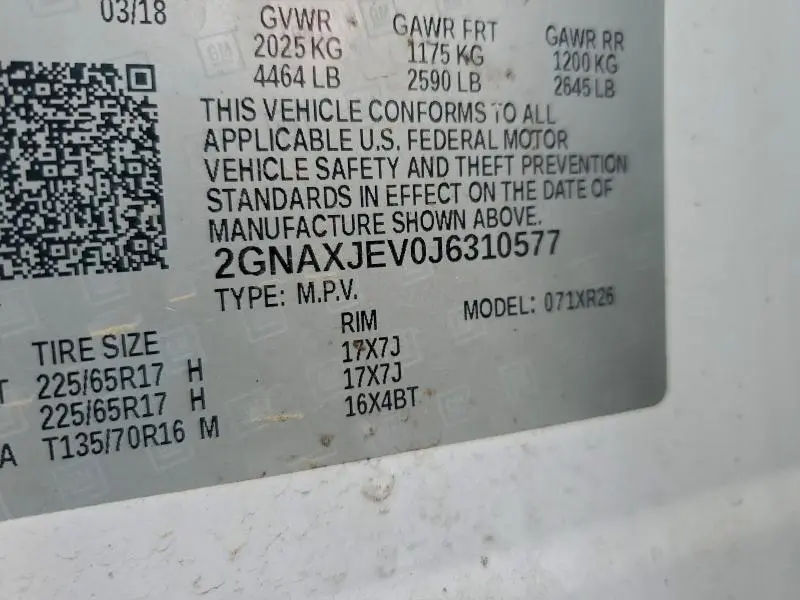 03/18 GVWR GAWR FRT GAWR RR
2025 KG 1175 KG 1200 KG
4464 LB 2590 LB 2645 LB
THIS VEHICLE CONFORMS TO ALL
APPLICABLE U.S. FEDERAL MOTOR
VEHICLE SAFETY AND THEFT PREVENTION
STANDARDS IN EFFECT ON THE DATE OF
MANUFACTURE SHOWN ABOVE.
2GNAXJEV0J6310577
TYPE: M.P.V. MODEL: 071XR26
TIRE SIZE RIM
T 225/65R17 H 17X7J
225/65R17 H 17X7J
A T135/70R16 M 16X4BT